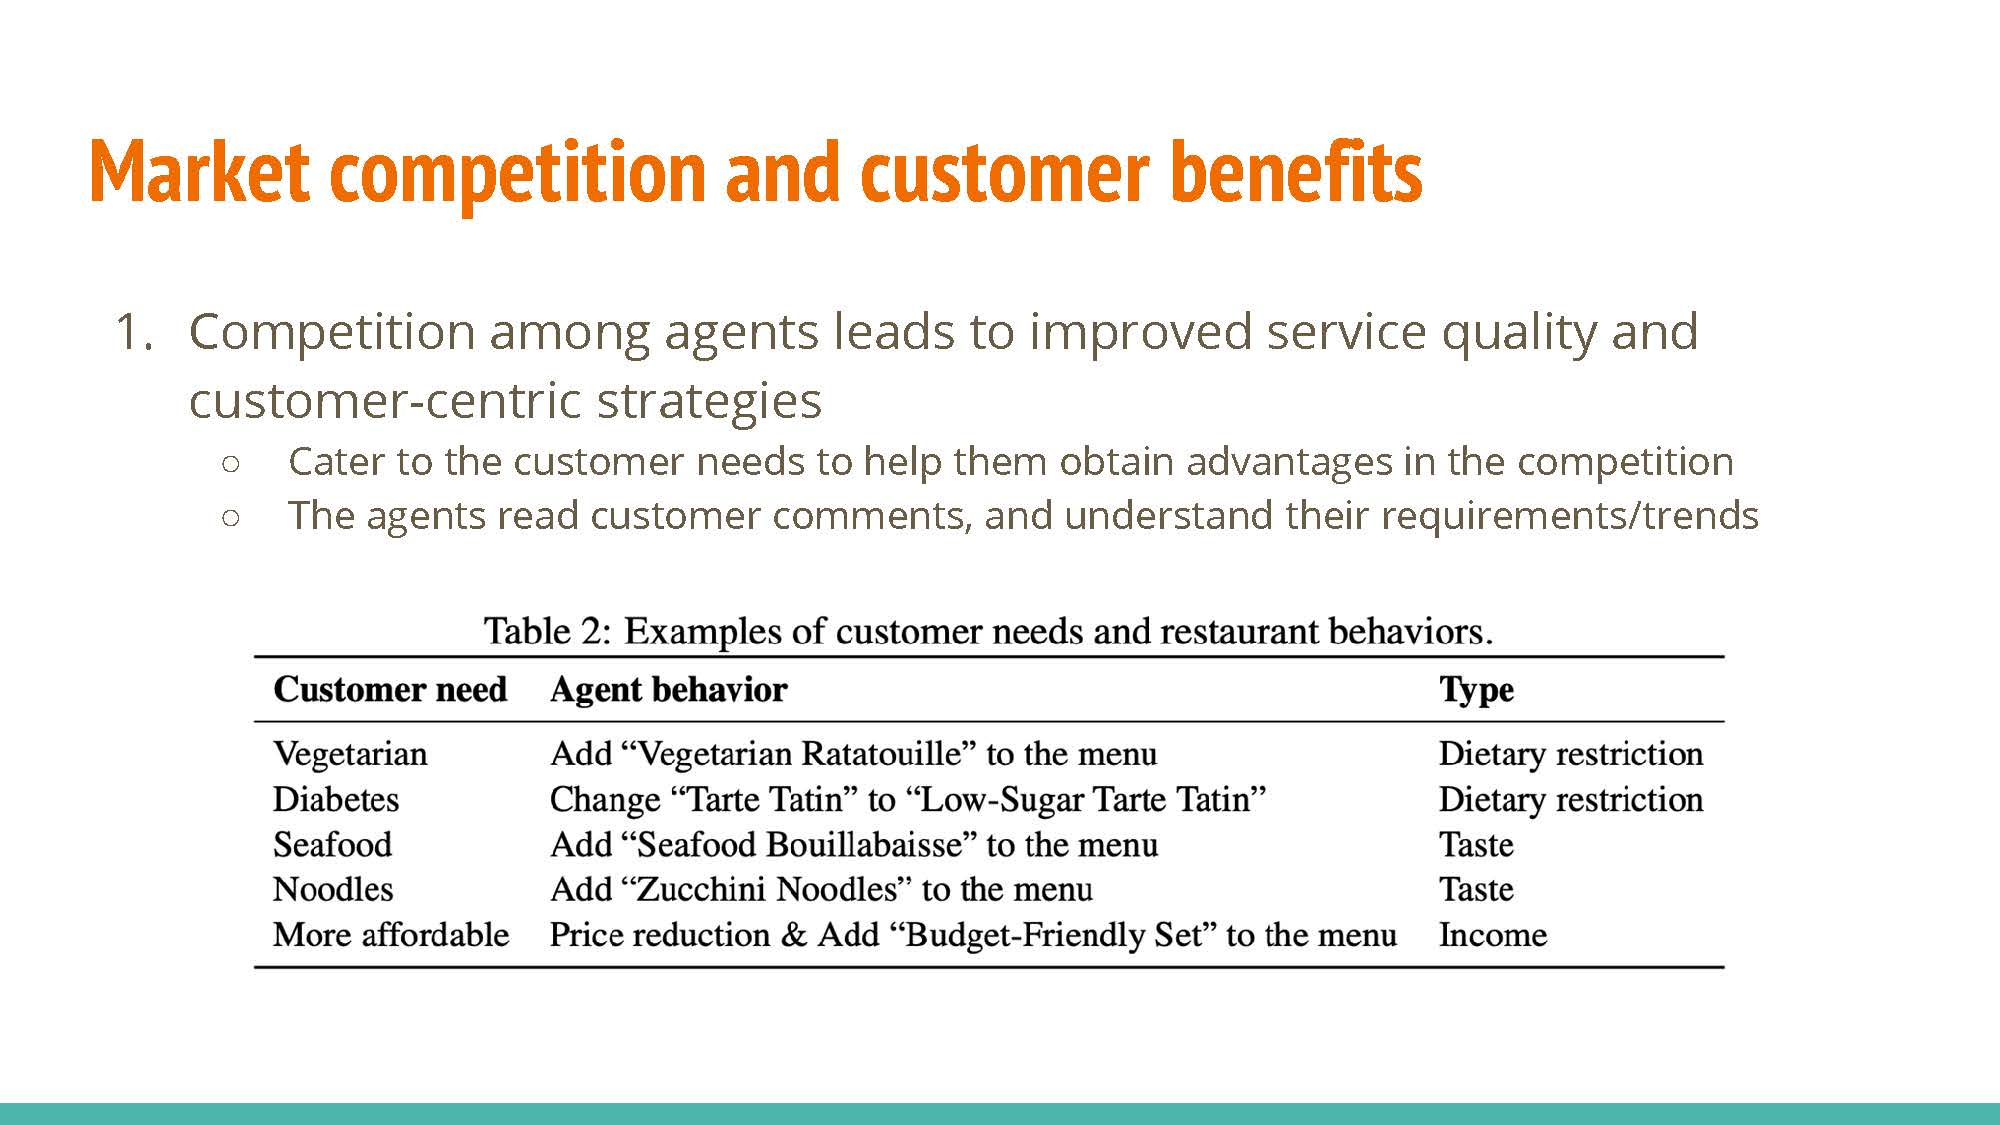 Market competition and customer benefits
1. Competition among agents leads to improved service quality and
customer-centric strategies
○ Cater to the customer needs to help them obtain advantages in the competition
○ The agents read customer comments, and understand their requirements/trends
Table 2: Examples of customer needs and restaurant behaviors.
Customer need Agent behavior Type
Vegetarian Add “Vegetarian Ratatouille” to the menu Dietary restriction
Diabetes Change “Tarte Tatin” to “Low-Sugar Tarte Tatin” Dietary restriction
Seafood Add “Seafood Bouillabaisse” to the menu Taste
Noodles Add “Zucchini Noodles” to the menu Taste
More affordable Price reduction & Add “Budget-Friendly Set” to the menu Income